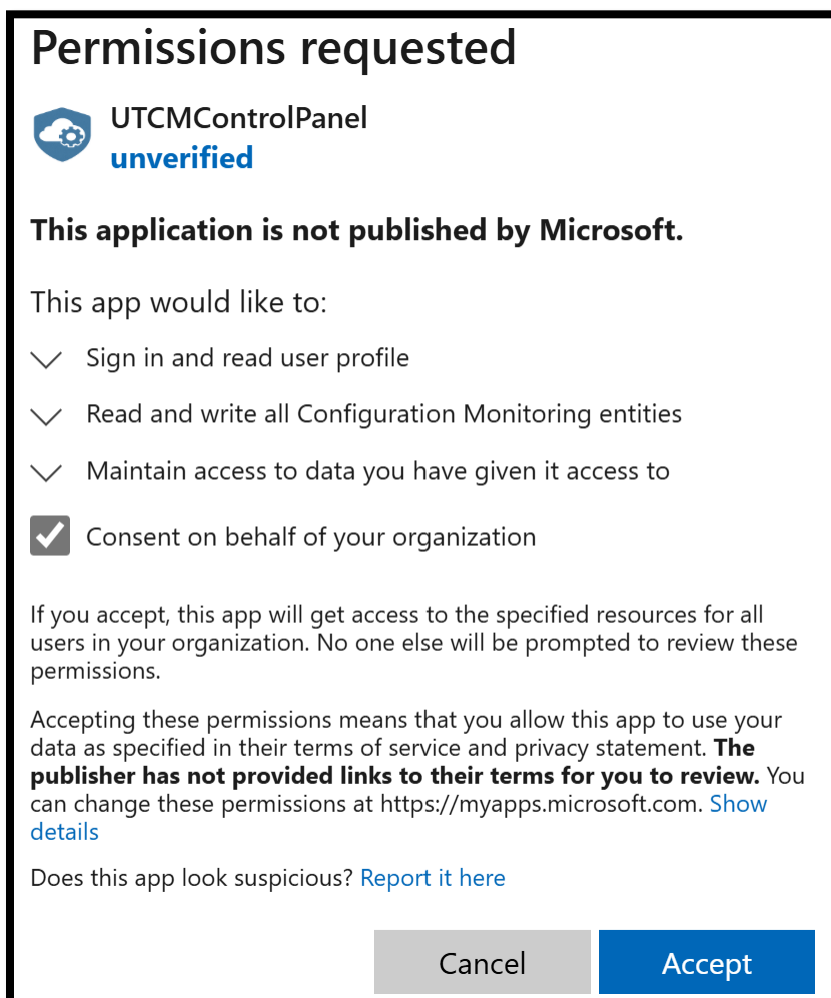 Permissions requested
UTCMControlPanel
unverified
This application is not published by Microsoft.
This app would like to:
Sign in and read user profile
Read and write all Configuration Monitoring entities
Maintain access to data you have given it access to
Consent on behalf of your organization
If you accept, this app will get access to the specified resources for all
users in your organization. No one else will be prompted to review these
permissions.
Accepting these permissions means that you allow this app to use your
data as specified in their terms of service and privacy statement. The
publisher has not provided links to their terms for you to review. You
can change these permissions at https://myapps.microsoft.com. Show
details
Does this app look suspicious? Report it here
Cancel Accept